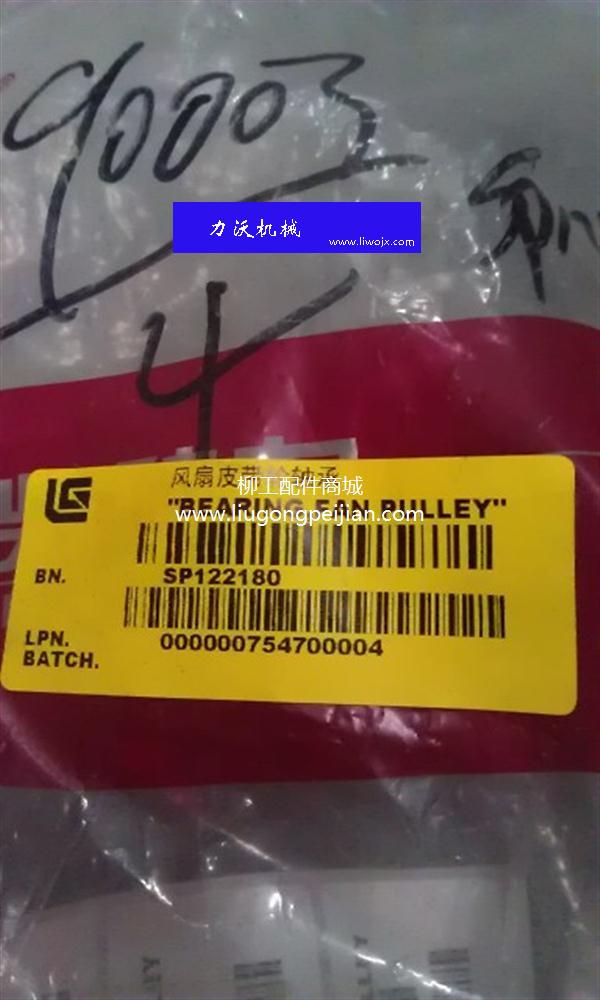 90003
力沃机械
www.liwojx.com
4
风扇皮带轮轴承
柳工配件商城
"BEARING FAN PULLEY"
www.liugongpeijian.com
BN.
SP122180
LPN.
BATCH.
000000754700004